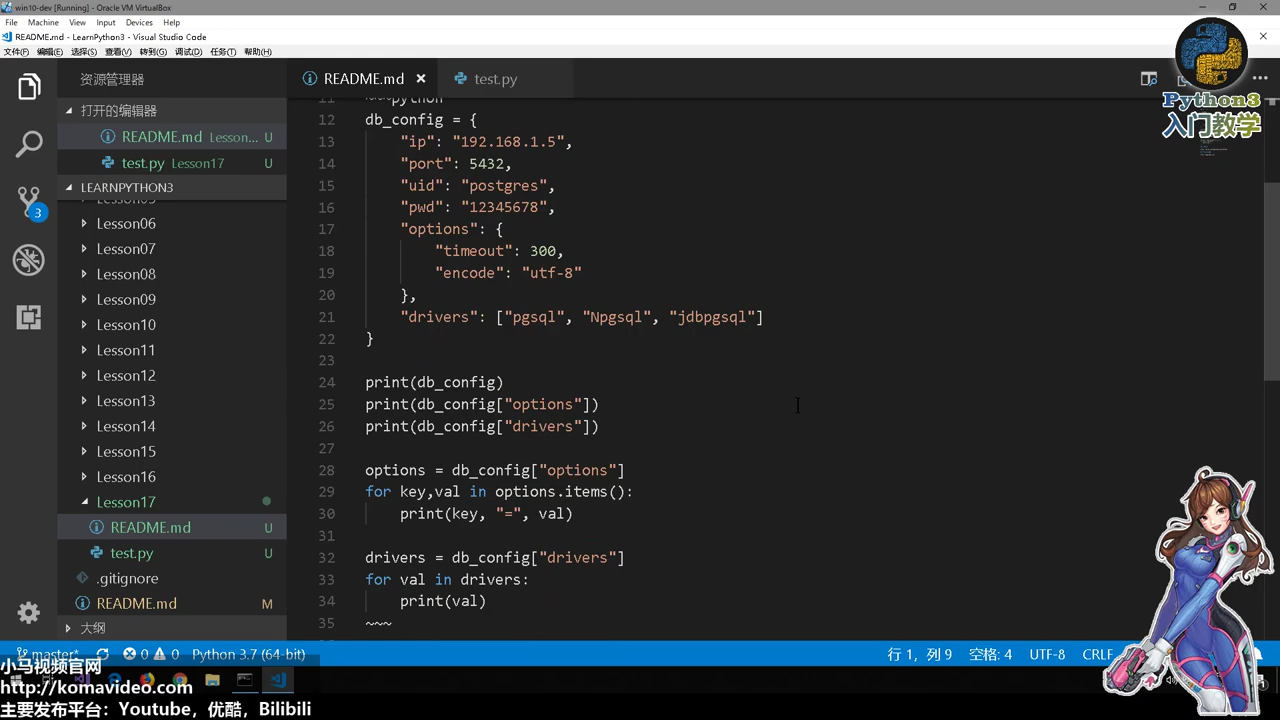 win10-dev [Running] - Oracle VM VirtualBox
File Machine View Input Devices Help
README.md - LearnPython3 - Visual Studio Code
文件(F) 编辑(E) 选择(S) 查看(V) 转到(G) 调试(D) 任务(T) 帮助(H)
资源管理器
README.md
test.py
打开的编辑器
README.md Lesson...
U
test.py Lesson17
U
LEARNPYTHON3
Lesson06
Lesson07
Lesson08
Lesson09
Lesson10
Lesson11
Lesson12
Lesson13
Lesson14
Lesson15
Lesson16
Lesson17
README.md
U
test.py
U
.gitignore
README.md
M
大纲
3
11 ~~~python
12 db_config = {
13 "ip": "192.168.1.5",
14 "port": 5432,
15 "uid": "postgres",
16 "pwd": "12345678",
17 "options": {
18 "timeout": 300,
19 "encode": "utf-8"
20 },
21 "drivers": ["pgsql", "Npgsql", "jdbpgsql"]
22 }
23
24 print(db_config)
25 print(db_config["options"])
26 print(db_config["drivers"])
27
28 options = db_config["options"]
29 for key,val in options.items():
30 print(key, "=", val)
31
32 drivers = db_config["drivers"]
33 for val in drivers:
34 print(val)
35 ~~~
Python3
入门教学
master* 0 0 Python 3.7 (64-bit)
行 1，列 9 空格: 4 UTF-8 CRLF
小马视频官网
http://komavideo.com
主要发布平台：Youtube，优酷，Bilibili